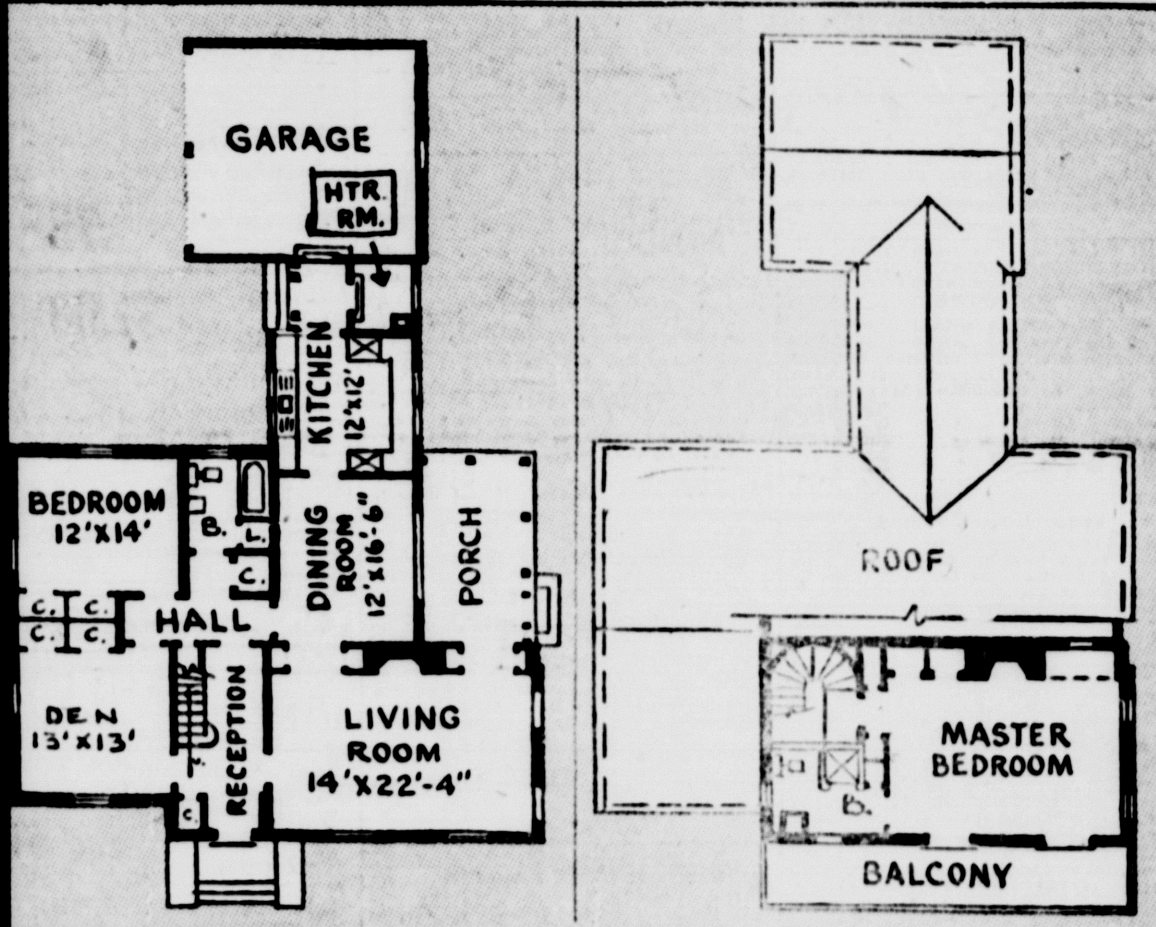 GARAGE
HTR.
RM.
KITCHEN
12'X12'
BEDROOM
12'X14'
B.
C.
DINING
ROOM
12'X16'-6"
PORCH
C.
C.
C.
C.
HALL
DEN
13'X13'
RECEPTION
LIVING
ROOM
14'X22'-4"
C.
ROOF
MASTER
BEDROOM
B.
BALCONY